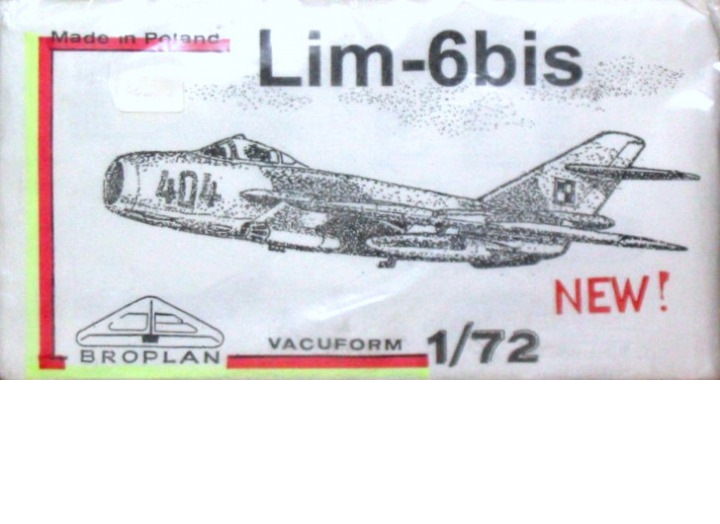 Made in Poland
Lim-6bis
404
NEW!
BROPLAN
VACUFORM 1/72